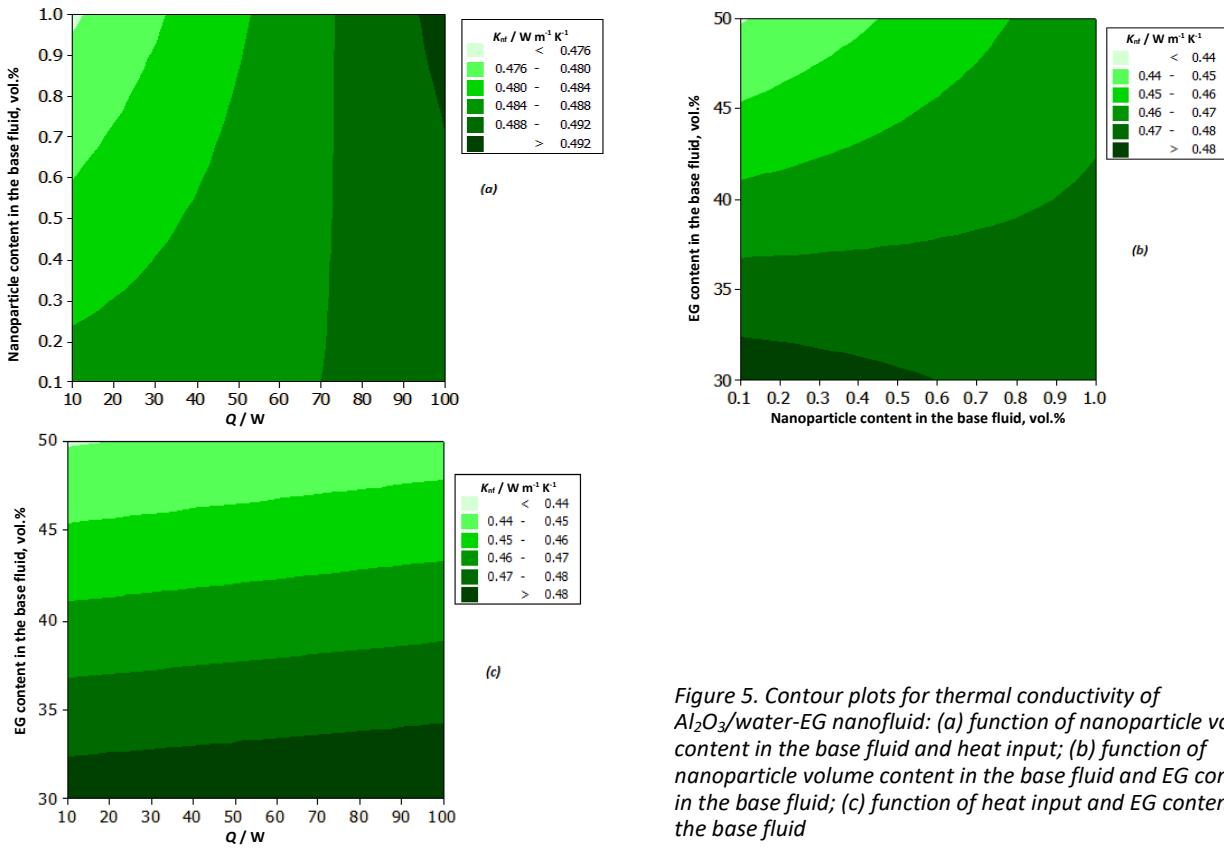 1.0
0.9
0.8
0.7
0.6
0.5
0.4
0.3
0.2
0.1
Nanoparticle content in the base fluid, vol.%
10 20 30 40 50 60 70 80 90 100
Q / W
Knf / W m⁻¹ K⁻¹
< 0.476
0.476 - 0.480
0.480 - 0.484
0.484 - 0.488
0.488 - 0.492
> 0.492
(a)
50
45
40
35
30
EG content in the base fluid, vol.%
0.1 0.2 0.3 0.4 0.5 0.6 0.7 0.8 0.9 1.0
Nanoparticle content in the base fluid, vol.%
Knf / W m⁻¹ K⁻¹
< 0.44
0.44 - 0.45
0.45 - 0.46
0.46 - 0.47
0.47 - 0.48
> 0.48
(b)
50
45
40
35
30
EG content in the base fluid, vol.%
10 20 30 40 50 60 70 80 90 100
Q / W
Knf / W m⁻¹ K⁻¹
< 0.44
0.44 - 0.45
0.45 - 0.46
0.46 - 0.47
0.47 - 0.48
> 0.48
(c)
Figure 5. Contour plots for thermal conductivity of
Al₂O₃/water-EG nanofluid: (a) function of nanoparticle
content in the base fluid and heat input; (b) function of
nanoparticle volume content in the base fluid and EG
in the base fluid; (c) function of heat input and EG
the base fluid